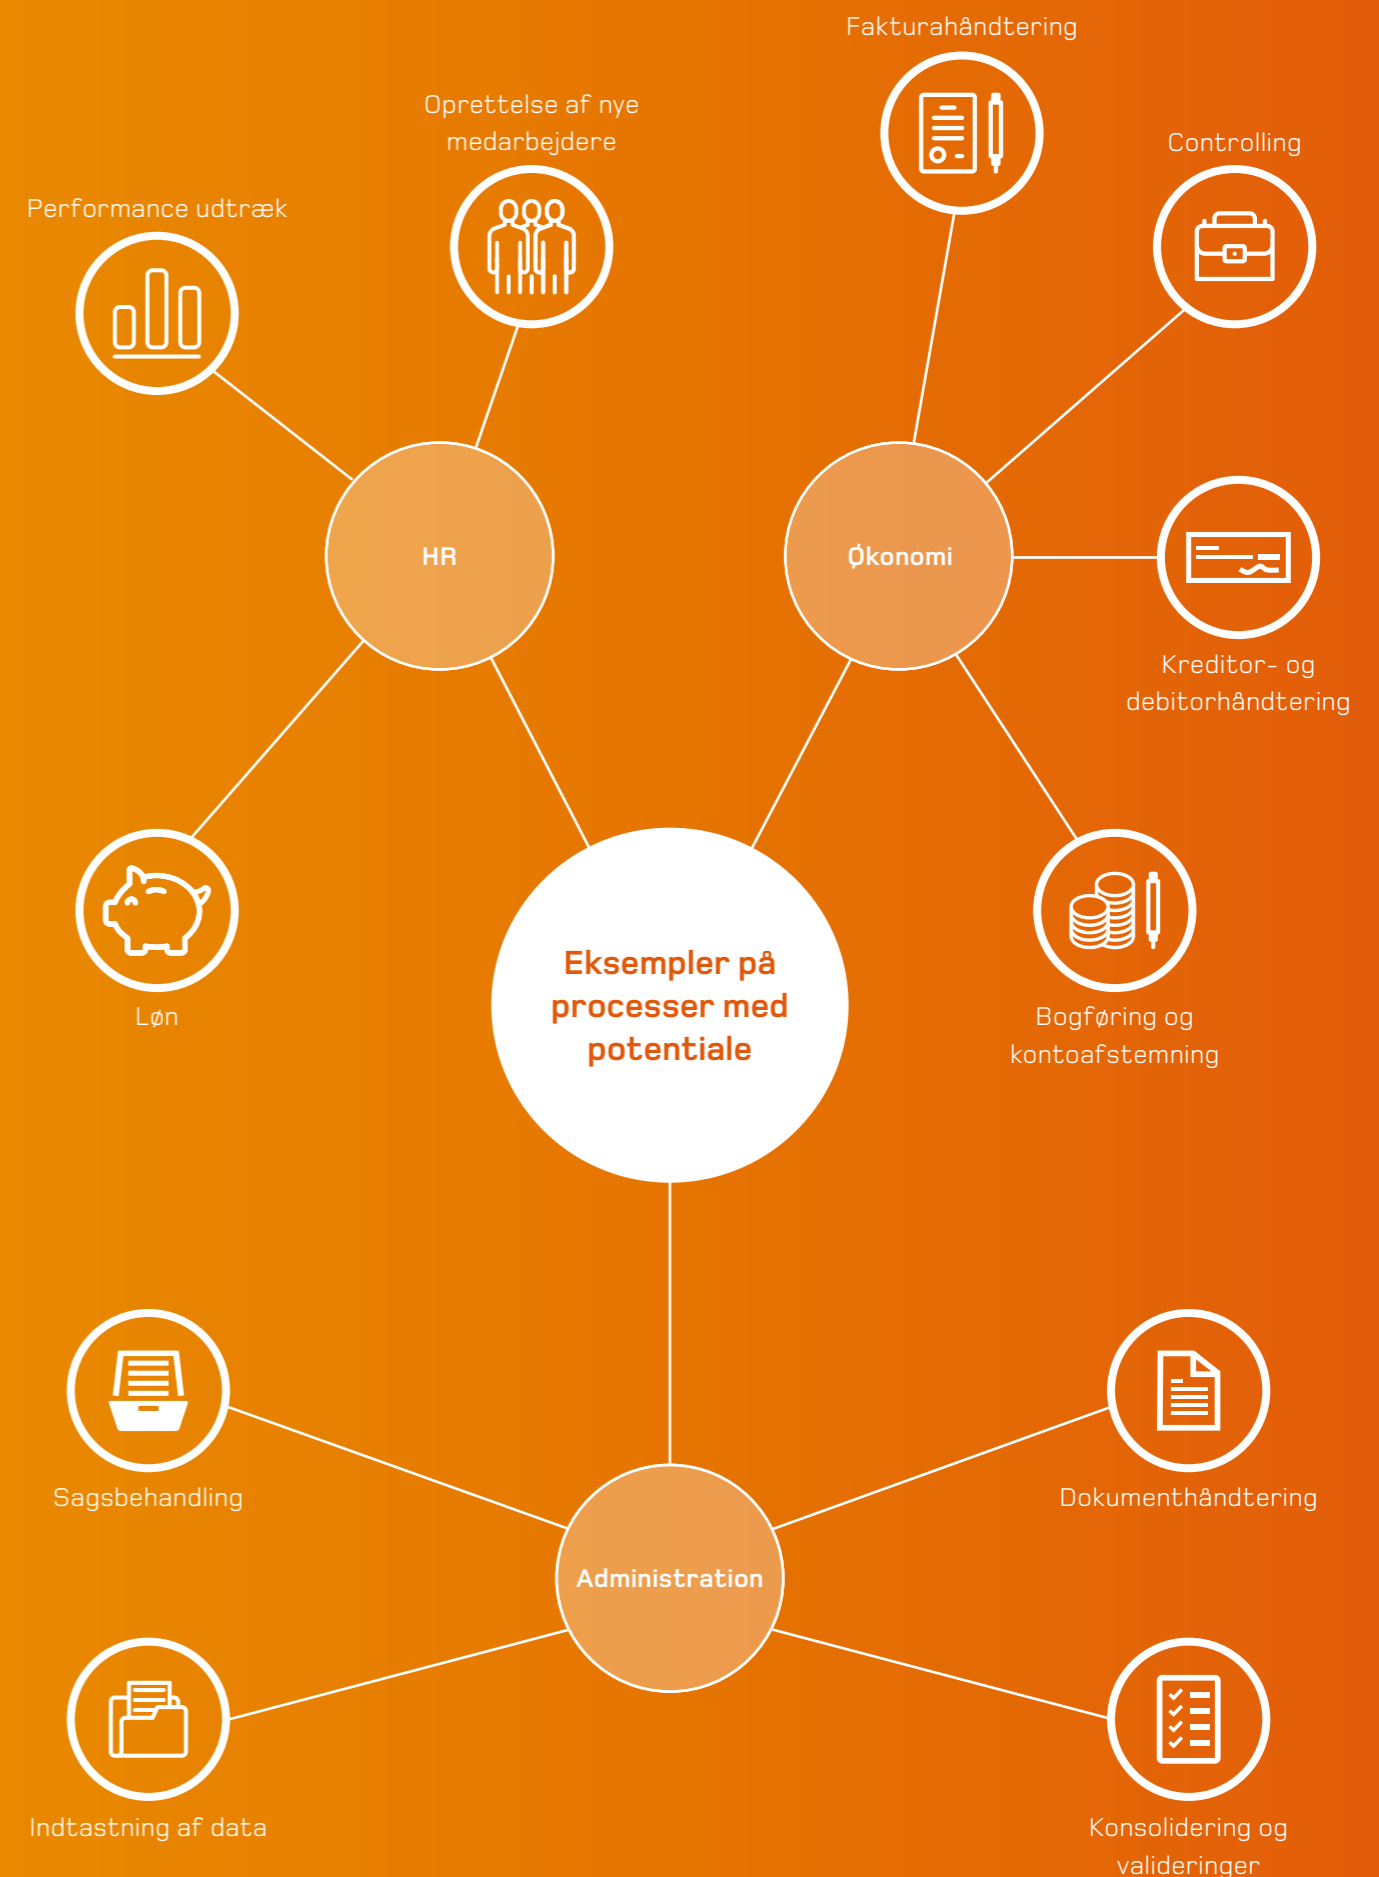 Fakturahåndtering
Oprettelse af nye
medarbejdere
Controlling
Performance udtræk
HR
Økonomi
Kreditor- og
debitorhåndtering
Eksempler på
processer med
potentiale
Løn
Bogføring og
kontoafstemning
Sagsbehandling
Dokumenthåndtering
Administration
Indtastning af data
Konsolidering og
valideringer